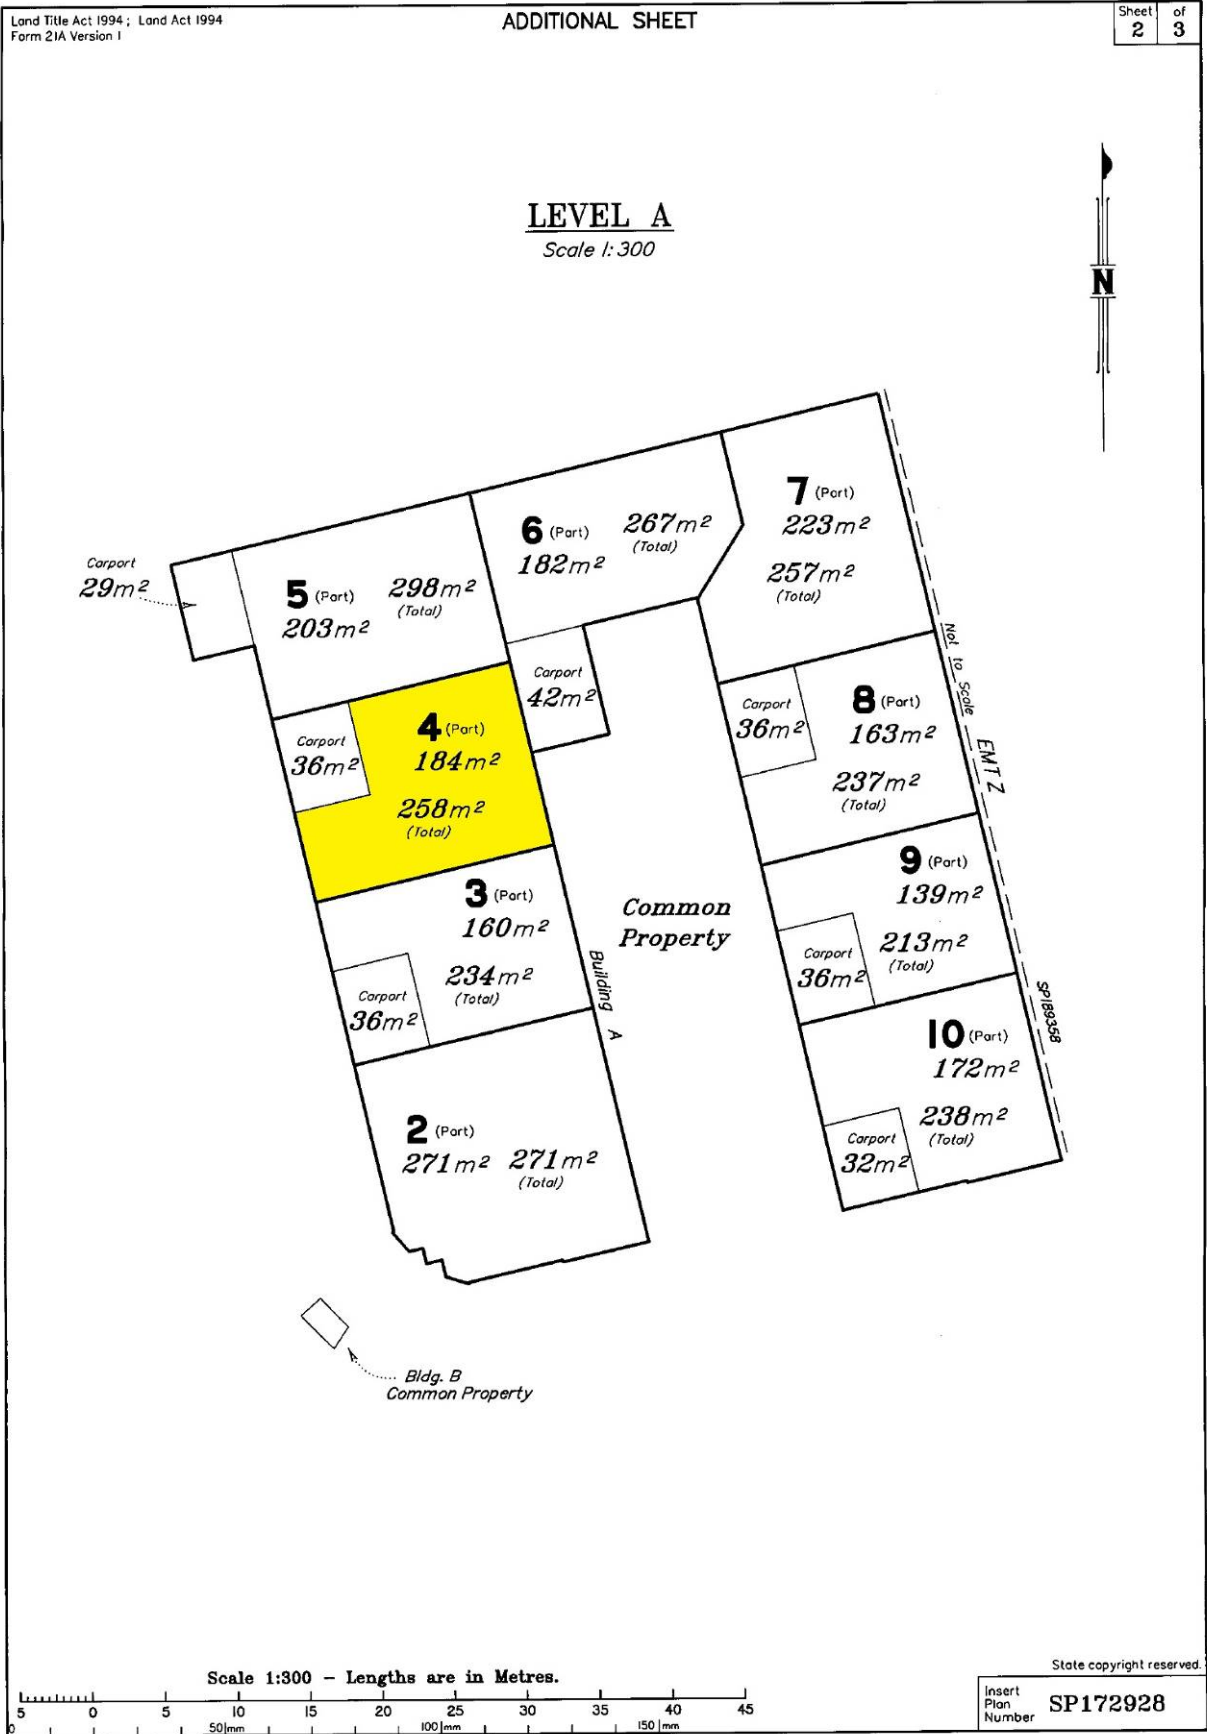 Land Title Act 1994 ; Land Act 1994
Form 21A Version 1
ADDITIONAL SHEET
Sheet of
2 3
LEVEL A
Scale 1:300
N
7 (Part)
223m²
257m²
(Total)
6 (Part)
182m²
267m²
(Total)
Carport
29m²
5 (Part)
203m²
298m²
(Total)
Carport
42m²
4 (Part)
184m²
258m²
(Total)
Carport
36m²
Carport
36m²
8 (Part)
163m²
237m²
(Total)
Not to Scale
EMT Z
3 (Part)
160m²
234m²
(Total)
Carport
36m²
Common
Property
Building A
9 (Part)
139m²
213m²
(Total)
Carport
36m²
SP189358
10 (Part)
172m²
238m²
(Total)
Carport
32m²
2 (Part)
271m² 271m²
(Total)
Bldg. B
Common Property
Scale 1:300 – Lengths are in Metres.
5 0 5 10 15 20 25 30 35 40 45
0 50mm 100mm 150mm
State copyright reserved.
Insert
Plan
Number
SP172928